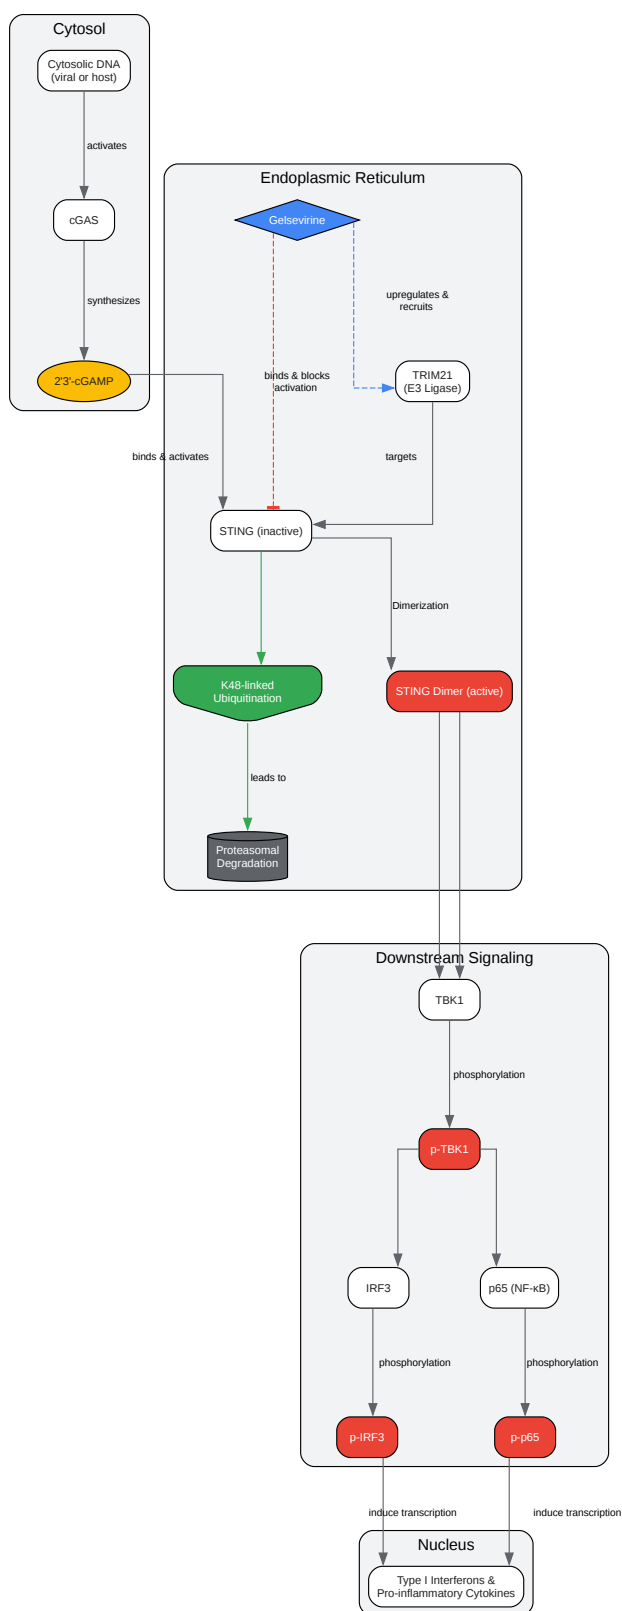 Cytosol
Cytosolic DNA
(viral or host)
activates
cGAS
synthesizes
2'3'-cGAMP
Endoplasmic Reticulum
Gelsevirine
upregulates &
recruits
binds & blocks
activation
TRIM21
(E3 Ligase)
binds & activates
targets
STING (inactive)
Dimerization
K48-linked
Ubiquitination
STING Dimer (active)
leads to
Proteasomal
Degradation
Downstream Signaling
TBK1
phosphorylation
p-TBK1
IRF3
p65 (NF-κB)
phosphorylation
phosphorylation
p-IRF3
p-p65
induce transcription
induce transcription
Nucleus
Type I Interferons &
Pro-inflammatory Cytokines